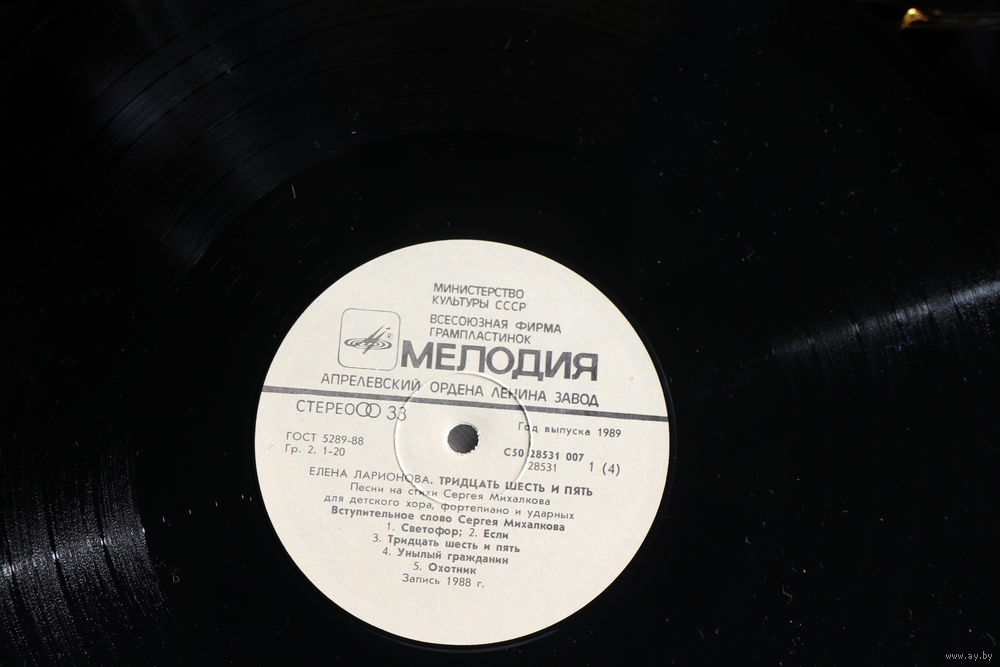 МИНИСТЕРСТВО
КУЛЬТУРЫ СССР
ВСЕСОЮЗНАЯ ФИРМА
ГРАМПЛАСТИНОК
МЕЛОДИЯ
АПРЕЛЕВСКИЙ ОРДЕНА ЛЕНИНА ЗАВОД
СТЕРЕО 33
Год выпуска 1989
ГОСТ 5289-88
Гр. 2. 1-20
С50 28531 007
28531 1 (4)
ЕЛЕНА ЛАРИОНОВА. ТРИДЦАТЬ ШЕСТЬ И ПЯТЬ
Песни на стихи Сергея Михалкова
для детского хора, фортепиано и ударных
Вступительное слово Сергея Михалкова
1. Светофор; 2. Если
3. Тридцать шесть и пять
4. Унылый гражданин
5. Охотник
Запись 1988 г.
www.ay.by